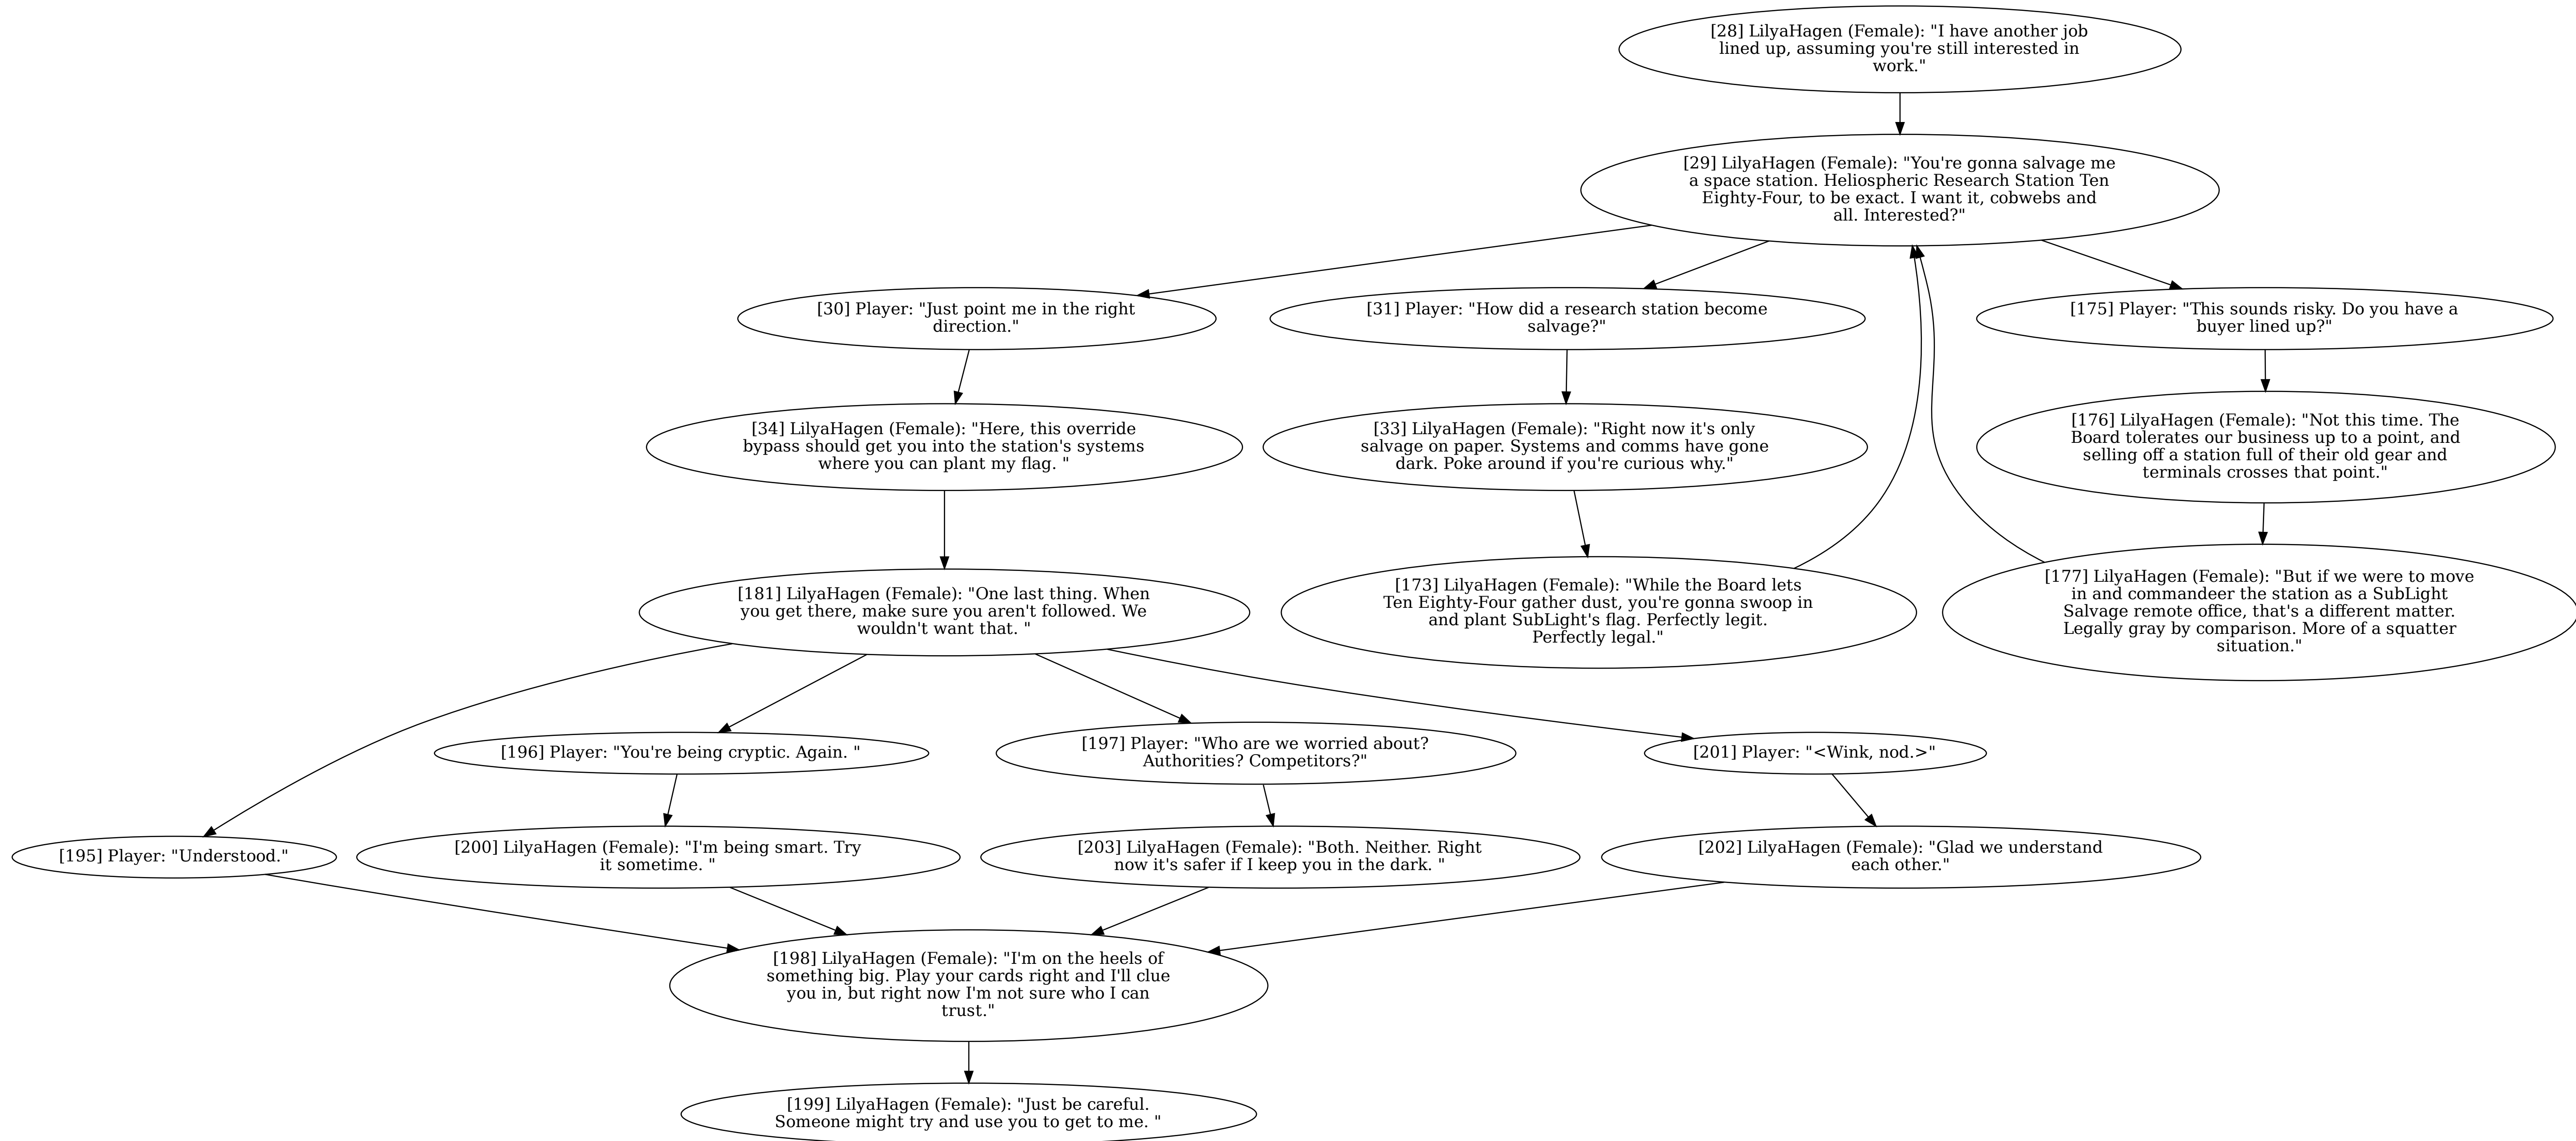 [28] LilyaHagen (Female): "I have another job
lined up, assuming you're still interested in
work."
[29] LilyaHagen (Female): "You're gonna salvage me
a space station. Heliospheric Research Station Ten
Eighty-Four, to be exact. I want it, cobwebs and
all. Interested?"
[30] Player: "Just point me in the right
direction."
[31] Player: "How did a research station become
salvage?"
[175] Player: "This sounds risky. Do you have a
buyer lined up?"
[34] LilyaHagen (Female): "Here, this override
bypass should get you into the station's systems
where you can plant my flag. "
[33] LilyaHagen (Female): "Right now it's only
salvage on paper. Systems and comms have gone
dark. Poke around if you're curious why."
[176] LilyaHagen (Female): "Not this time. The
Board tolerates our business up to a point, and
selling off a station full of their old gear and
terminals crosses that point."
[181] LilyaHagen (Female): "One last thing. When
you get there, make sure you aren't followed. We
wouldn't want that. "
[173] LilyaHagen (Female): "While the Board lets
Ten Eighty-Four gather dust, you're gonna swoop in
and plant SubLight's flag. Perfectly legit.
Perfectly legal."
[177] LilyaHagen (Female): "But if we were to move
in and commandeer the station as a SubLight
Salvage remote office, that's a different matter.
Legally gray by comparison. More of a squatter
situation."
[196] Player: "You're being cryptic. Again. "
[197] Player: "Who are we worried about?
Authorities? Competitors?"
[201] Player: "<Wink, nod.>"
[195] Player: "Understood."
[200] LilyaHagen (Female): "I'm being smart. Try
it sometime. "
[203] LilyaHagen (Female): "Both. Neither. Right
now it's safer if I keep you in the dark. "
[202] LilyaHagen (Female): "Glad we understand
each other."
[198] LilyaHagen (Female): "I'm on the heels of
something big. Play your cards right and I'll clue
you in, but right now I'm not sure who I can
trust."
[199] LilyaHagen (Female): "Just be careful.
Someone might try and use you to get to me. "